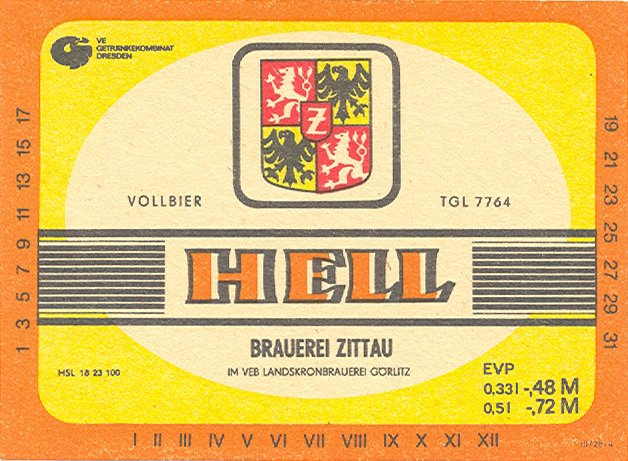 VE
GETRÄNKEKOMBINAT
DRESDEN
Z
VOLLBIER
TGL 7764
HELL
BRAUEREI ZITTAU
IM VEB LANDSKRONBRAUEREI GÖRLITZ
HSL 18 23 100
EVP
0,33l -,48 M
0,5l -,72 M
1 3 5 7 9 11 13 15 17
19 21 23 25 27 29 31
I II III IV V VI VII VIII IX X XI XII